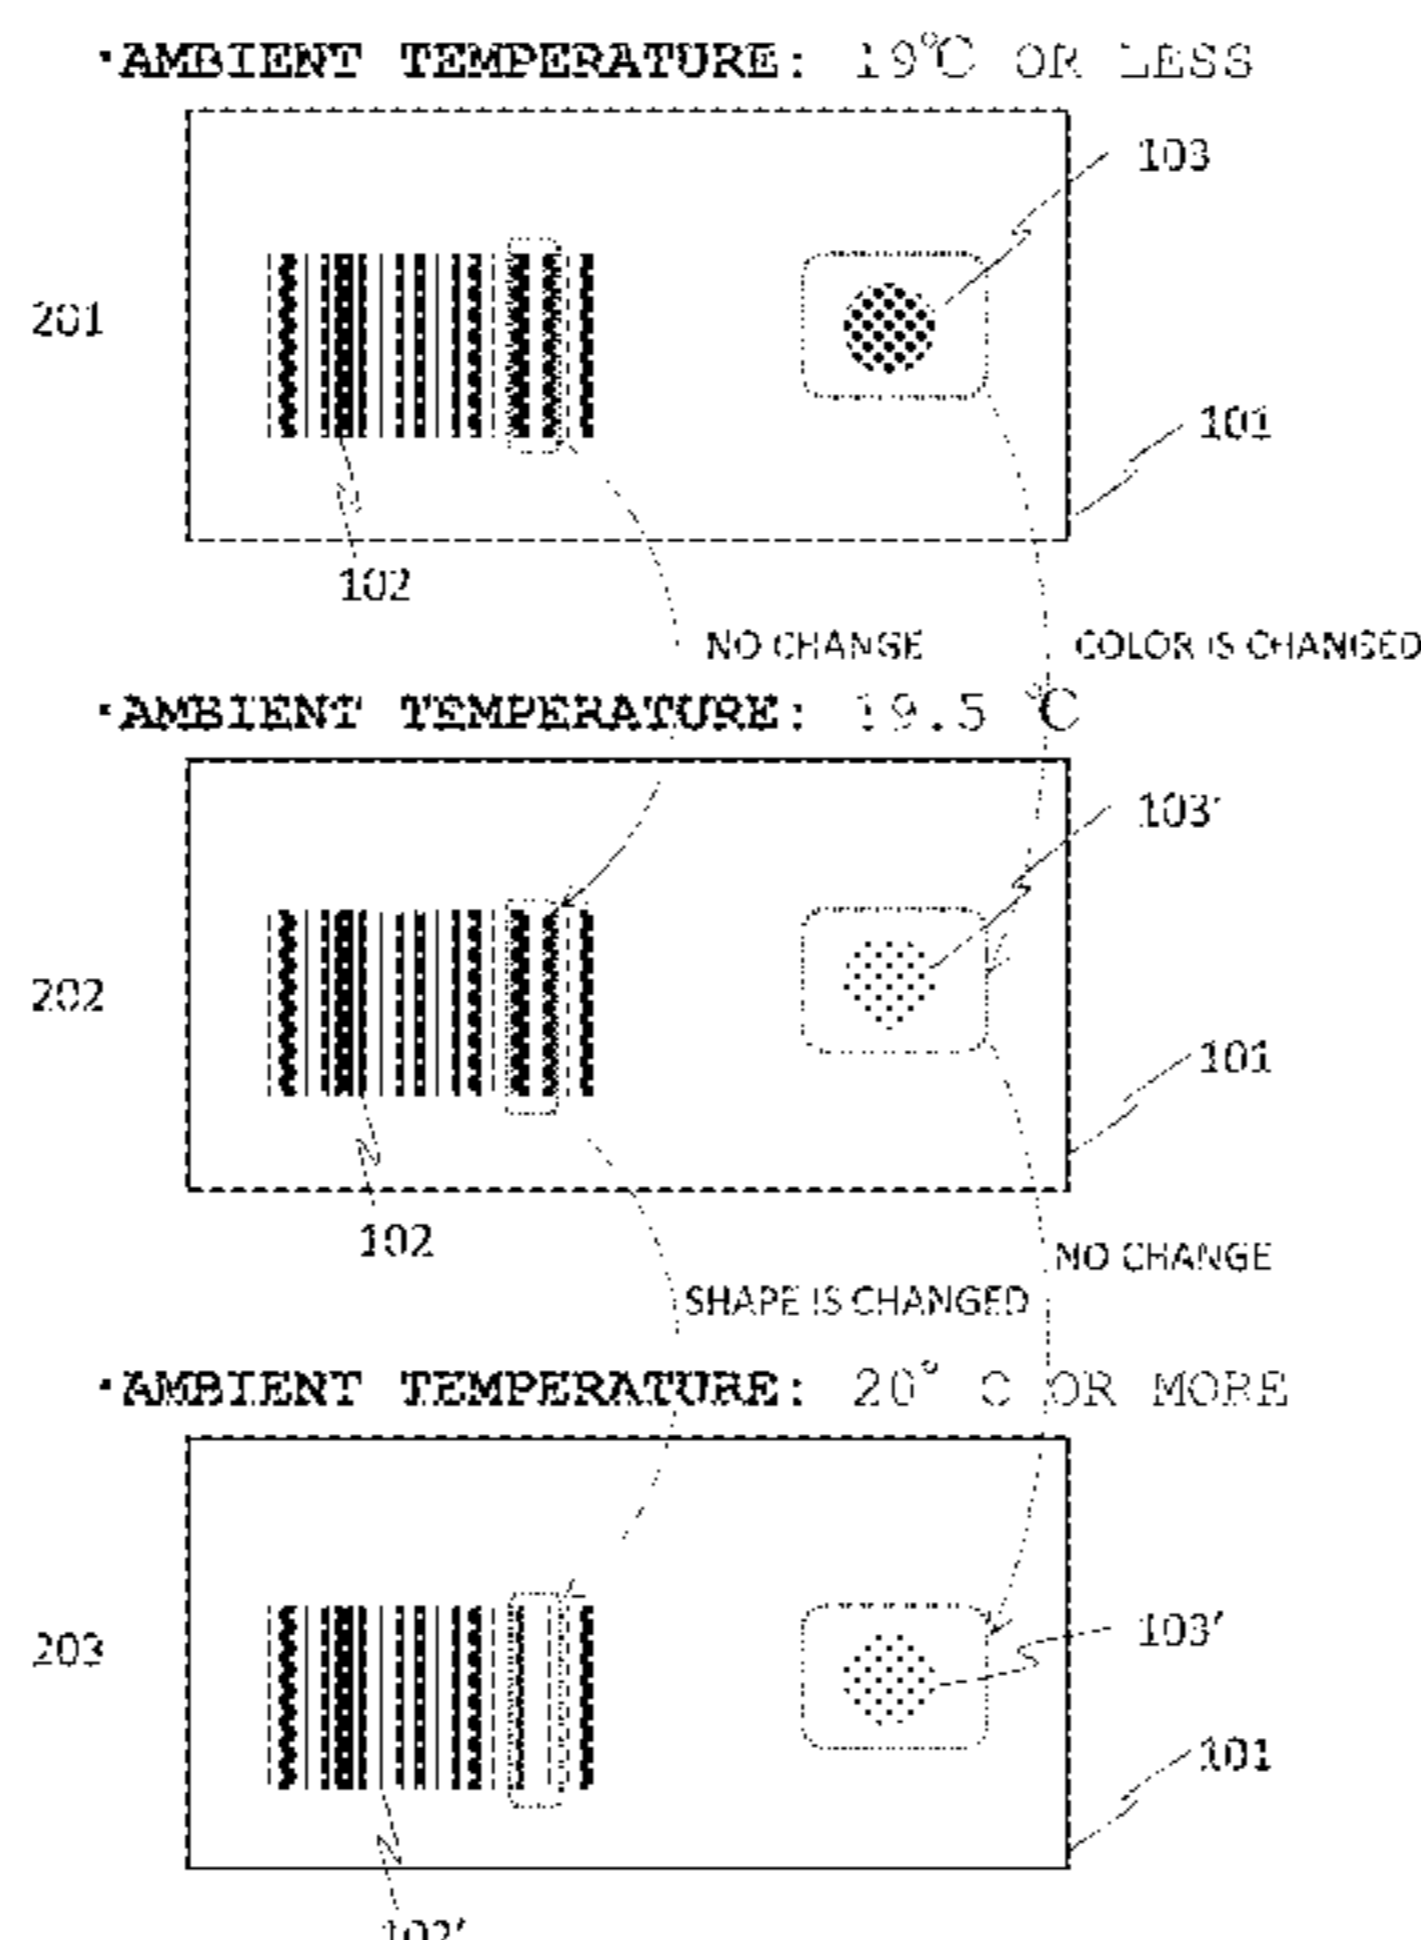 ·AMBIENT TEMPERATURE: 19℃ OR LESS
103
201
101
102
NO CHANGE
COLOR IS CHANGED
·AMBIENT TEMPERATURE: 19.5 ℃
103'
202
101
102
NO CHANGE
SHAPE IS CHANGED
·AMBIENT TEMPERATURE: 20° C OR MORE
103'
203
101
102'